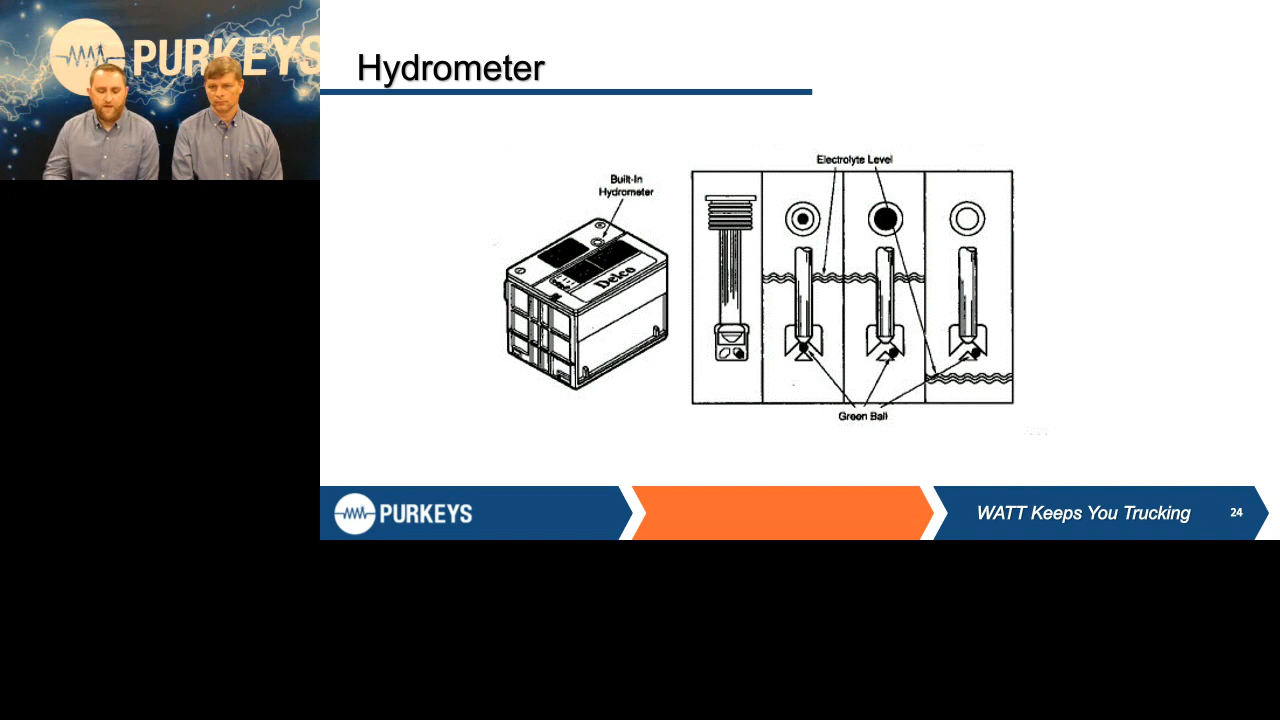 PURKEYS
Hydrometer
Electrolyte Level
Built-In
Hydrometer
Delco
Green Ball
PURKEYS
WATT Keeps You Trucking
24